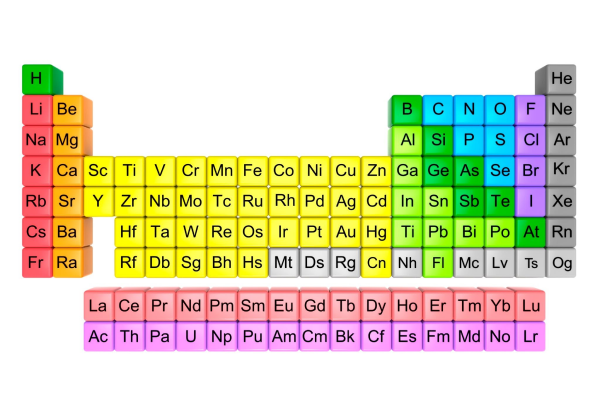 H He
Li Be B C N O F Ne
Na Mg Al Si P S Cl Ar
K Ca Sc Ti V Cr Mn Fe Co Ni Cu Zn Ga Ge As Se Br Kr
Rb Sr Y Zr Nb Mo Tc Ru Rh Pd Ag Cd In Sn Sb Te I Xe
Cs Ba Hf Ta W Re Os Ir Pt Au Hg Ti Pb Bi Po At Rn
Fr Ra Rf Db Sg Bh Hs Mt Ds Rg Cn Nh Fl Mc Lv Ts Og
La Ce Pr Nd Pm Sm Eu Gd Tb Dy Ho Er Tm Yb Lu
Ac Th Pa U Np Pu Am Cm Bk Cf Es Fm Md No Lr